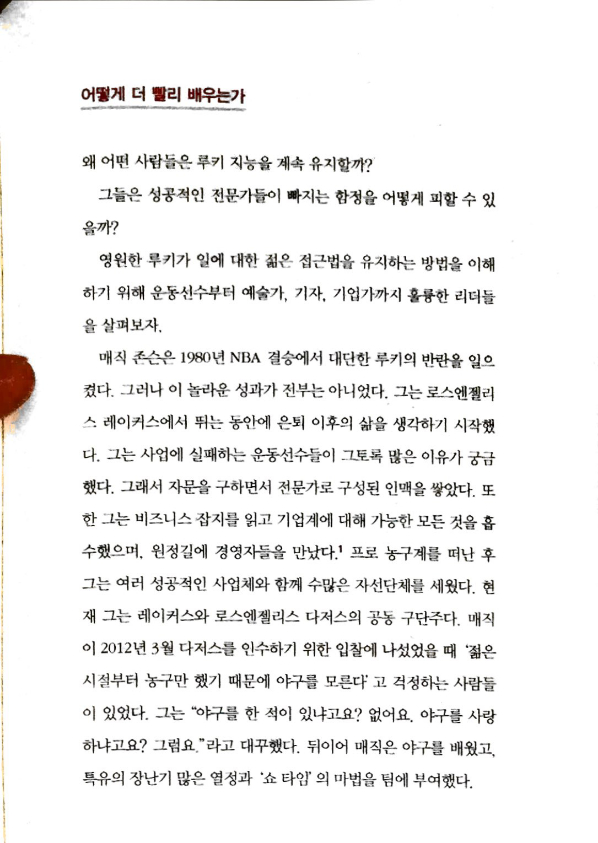 어떻게 더 빨리 배우는가
왜 어떤 사람들은 루키 지능을 계속 유지할까?
그들은 성공적인 전문가들이 빠지는 함정을 어떻게 피할 수 있
을까?
영원한 루키가 일에 대한 젊은 접근법을 유지하는 방법을 이해
하기 위해 운동선수부터 예술가, 기자, 기업가까지 훌륭한 리더들
을 살펴보자.
매직 존슨은 1980년 NBA 결승에서 대단한 루키의 반란을 일으
켰다. 그러나 이 놀라운 성과가 전부는 아니었다. 그는 로스엔젤리
스 레이커스에서 뛰는 동안에 은퇴 이후의 삶을 생각하기 시작했
다. 그는 사업에 실패하는 운동선수들이 그토록 많은 이유가 궁금
했다. 그래서 자문을 구하면서 전문가로 구성된 인맥을 쌓았다. 또
한 그는 비즈니스 잡지를 읽고 기업계에 대해 가능한 모든 것을 흡
수했으며, 원정길에 경영자들을 만났다.¹ 프로 농구계를 떠난 후
그는 여러 성공적인 사업체와 함께 수많은 자선단체를 세웠다. 현
재 그는 레이커스와 로스엔젤리스 다저스의 공동 구단주다. 매직
이 2012년 3월 다저스를 인수하기 위한 입찰에 나섰었을 때 '젊은
시절부터 농구만 했기 때문에 야구를 모른다'고 걱정하는 사람들
이 있었다. 그는 "야구를 한 적이 있냐고요? 없어요. 야구를 사랑
하냐고요? 그럼요."라고 대꾸했다. 뒤이어 매직은 야구를 배웠고,
특유의 장난기 많은 열정과 '쇼 타임'의 마법을 팀에 부여했다.